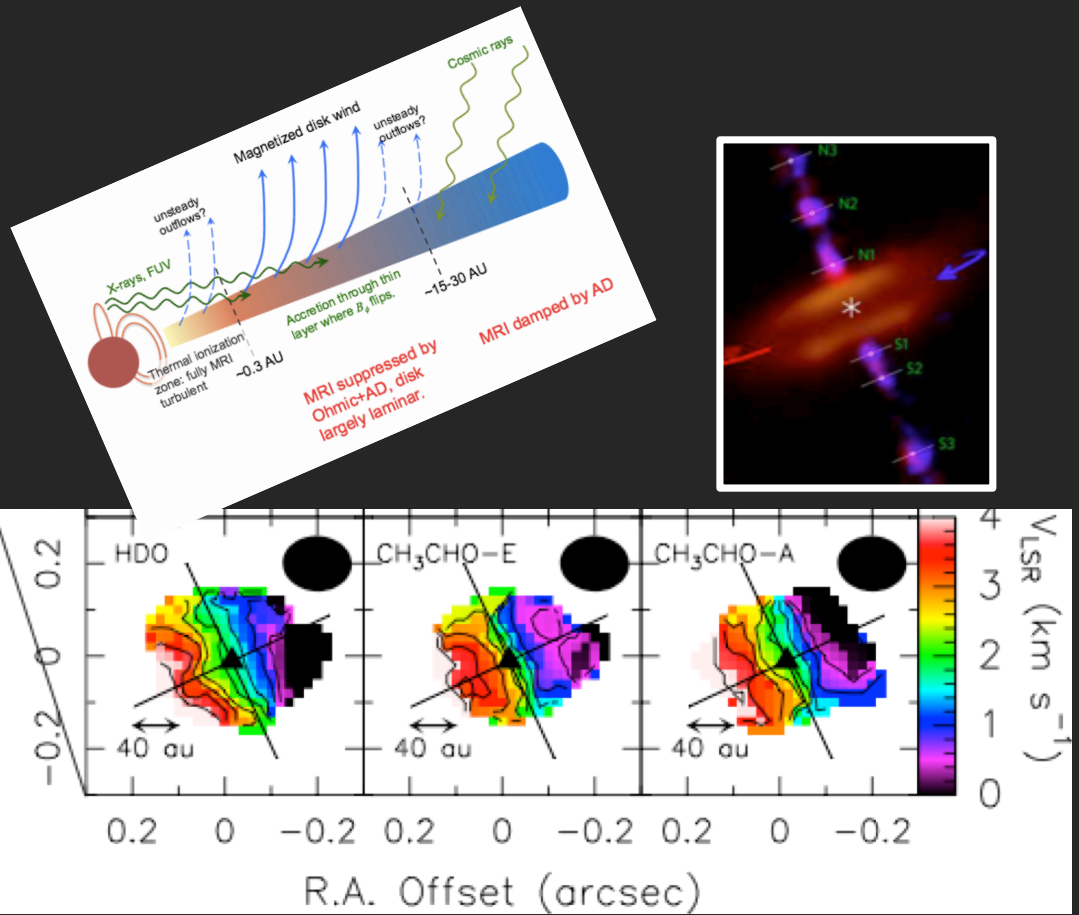 Cosmic rays
Magnetized disk wind
unsteady
outflows?
unsteady
outflows?
X-rays, FUV
Accretion through thin
layer where Bϕ flips.
~15-30 AU
Thermal ionization
zone: fully MRI
turbulent
~0.3 AU
MRI suppressed by
Ohmic+AD, disk
largely laminar.
MRI damped by AD
N3
N2
N1
S1
S2
S3
HDO
CH3CHO-E
CH3CHO-A
40 au
40 au
40 au
0.2
0
-0.2
0.2 0 -0.2
0.2 0 -0.2
0.2 0 -0.2
R.A. Offset (arcsec)
4
3
2
1
0
VLSR (km s-1)